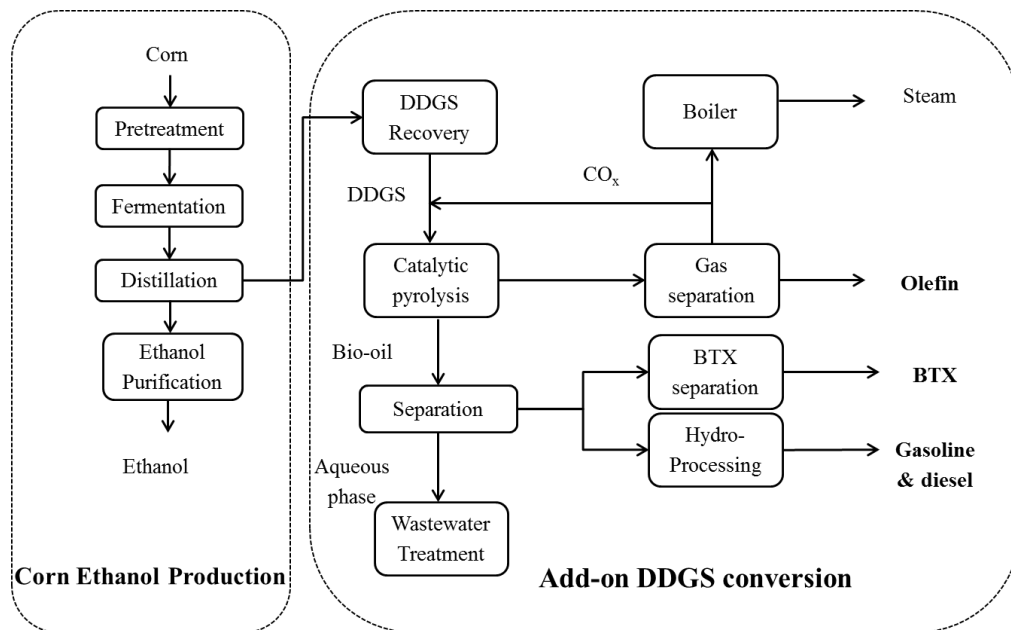 Corn
Pretreatment
Fermentation
Distillation
Ethanol
Purification
Ethanol
Corn Ethanol Production
DDGS
Recovery
DDGS
COₓ
Boiler
Steam
Catalytic
pyrolysis
Gas
separation
Olefin
Bio-oil
BTX
separation
BTX
Separation
Hydro-
Processing
Gasoline
& diesel
Aqueous
phase
Wastewater
Treatment
Add-on DDGS conversion